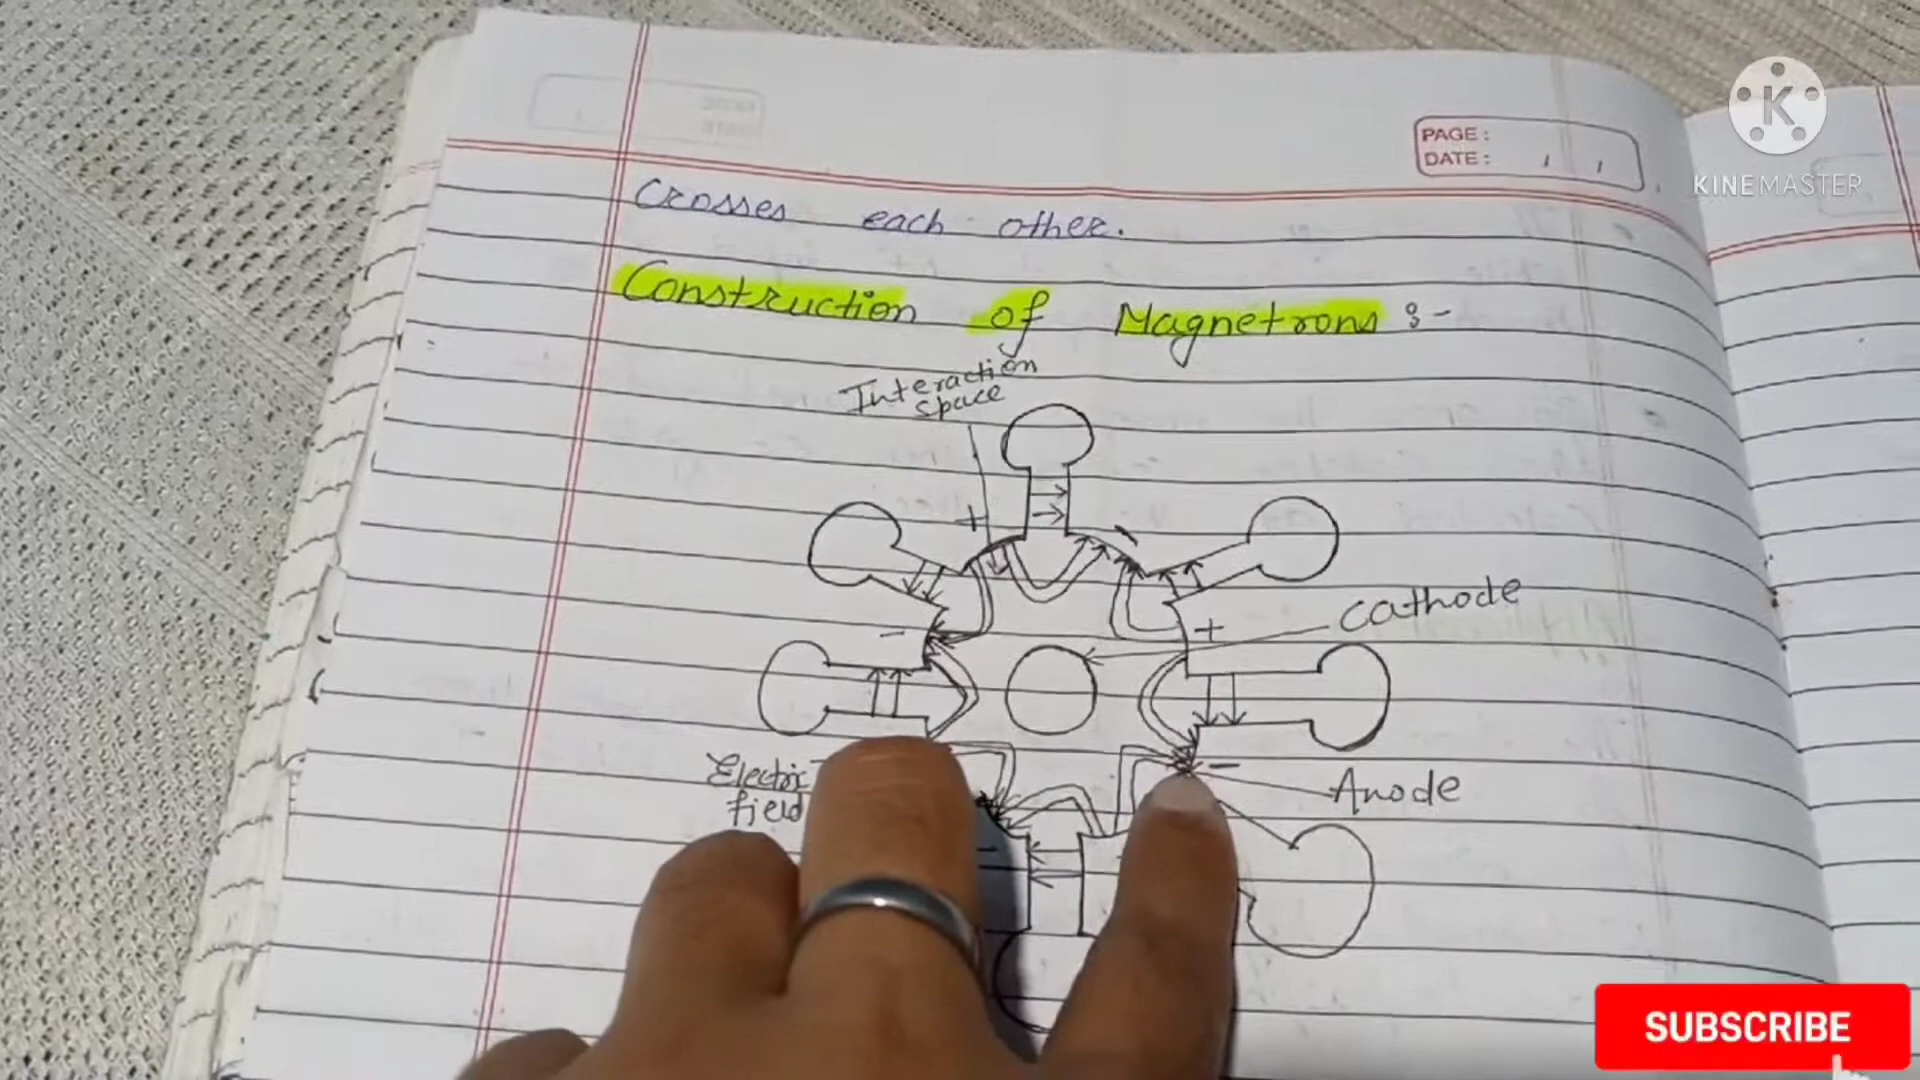 PAGE:
DATE: / /
K
KINEMASTER
Crosses each other.
Construction of Magnetrons :-
Interaction
space
+
-
-
+
Cathode
Electric
field
-
Anode
-
SUBSCRIBE